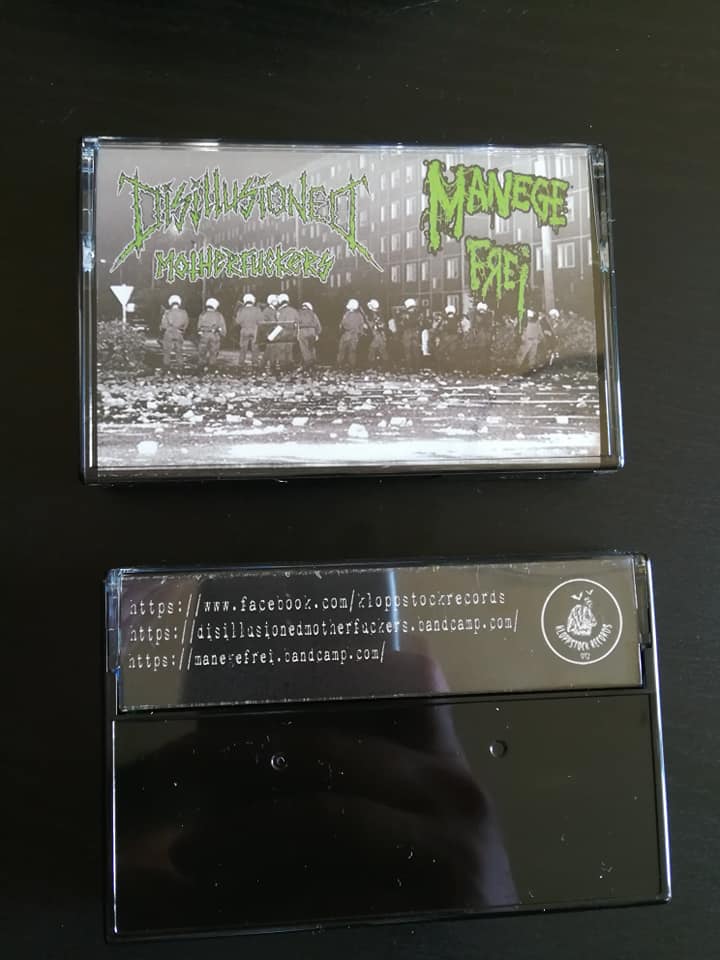 DISILLUSIONED
MOTHERFUCKERS
MANEGE
FREI
https://www.facebook.com/kloppstockrecords
https://disillusionedmotherfuckers.bandcamp.com/
https://manegefrei.bandcamp.com/
KLOPPSTOCK RECORDS